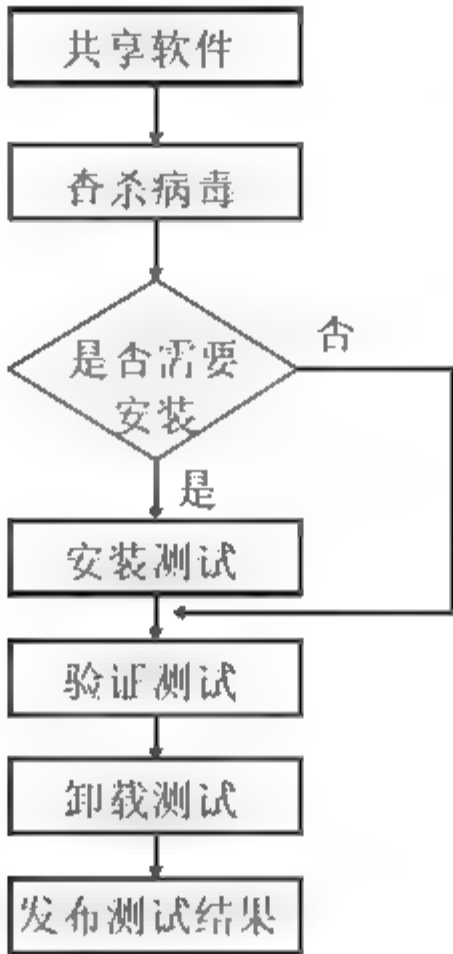 共享软件
查杀病毒
是否需要
安装
否
是
安装测试
验证测试
卸载测试
发布测试结果